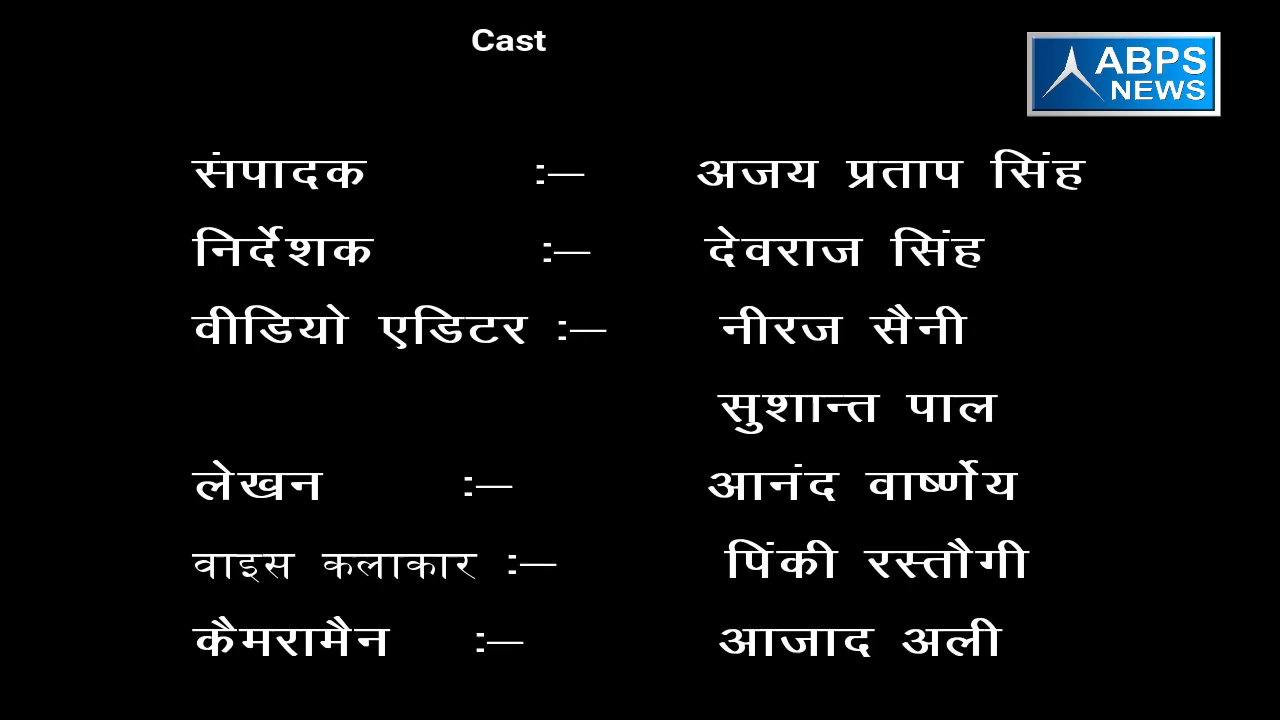 Cast
ABPS
NEWS
संपादक :— अजय प्रताप सिंह
निर्देशक :— देवराज सिंह
वीडियो एडिटर :— नीरज सैनी
सुशान्त पाल
लेखन :— आनंद वार्ष्णेय
वाइस कलाकार :— पिंकी रस्तौगी
कैमरामैन :— आजाद अली